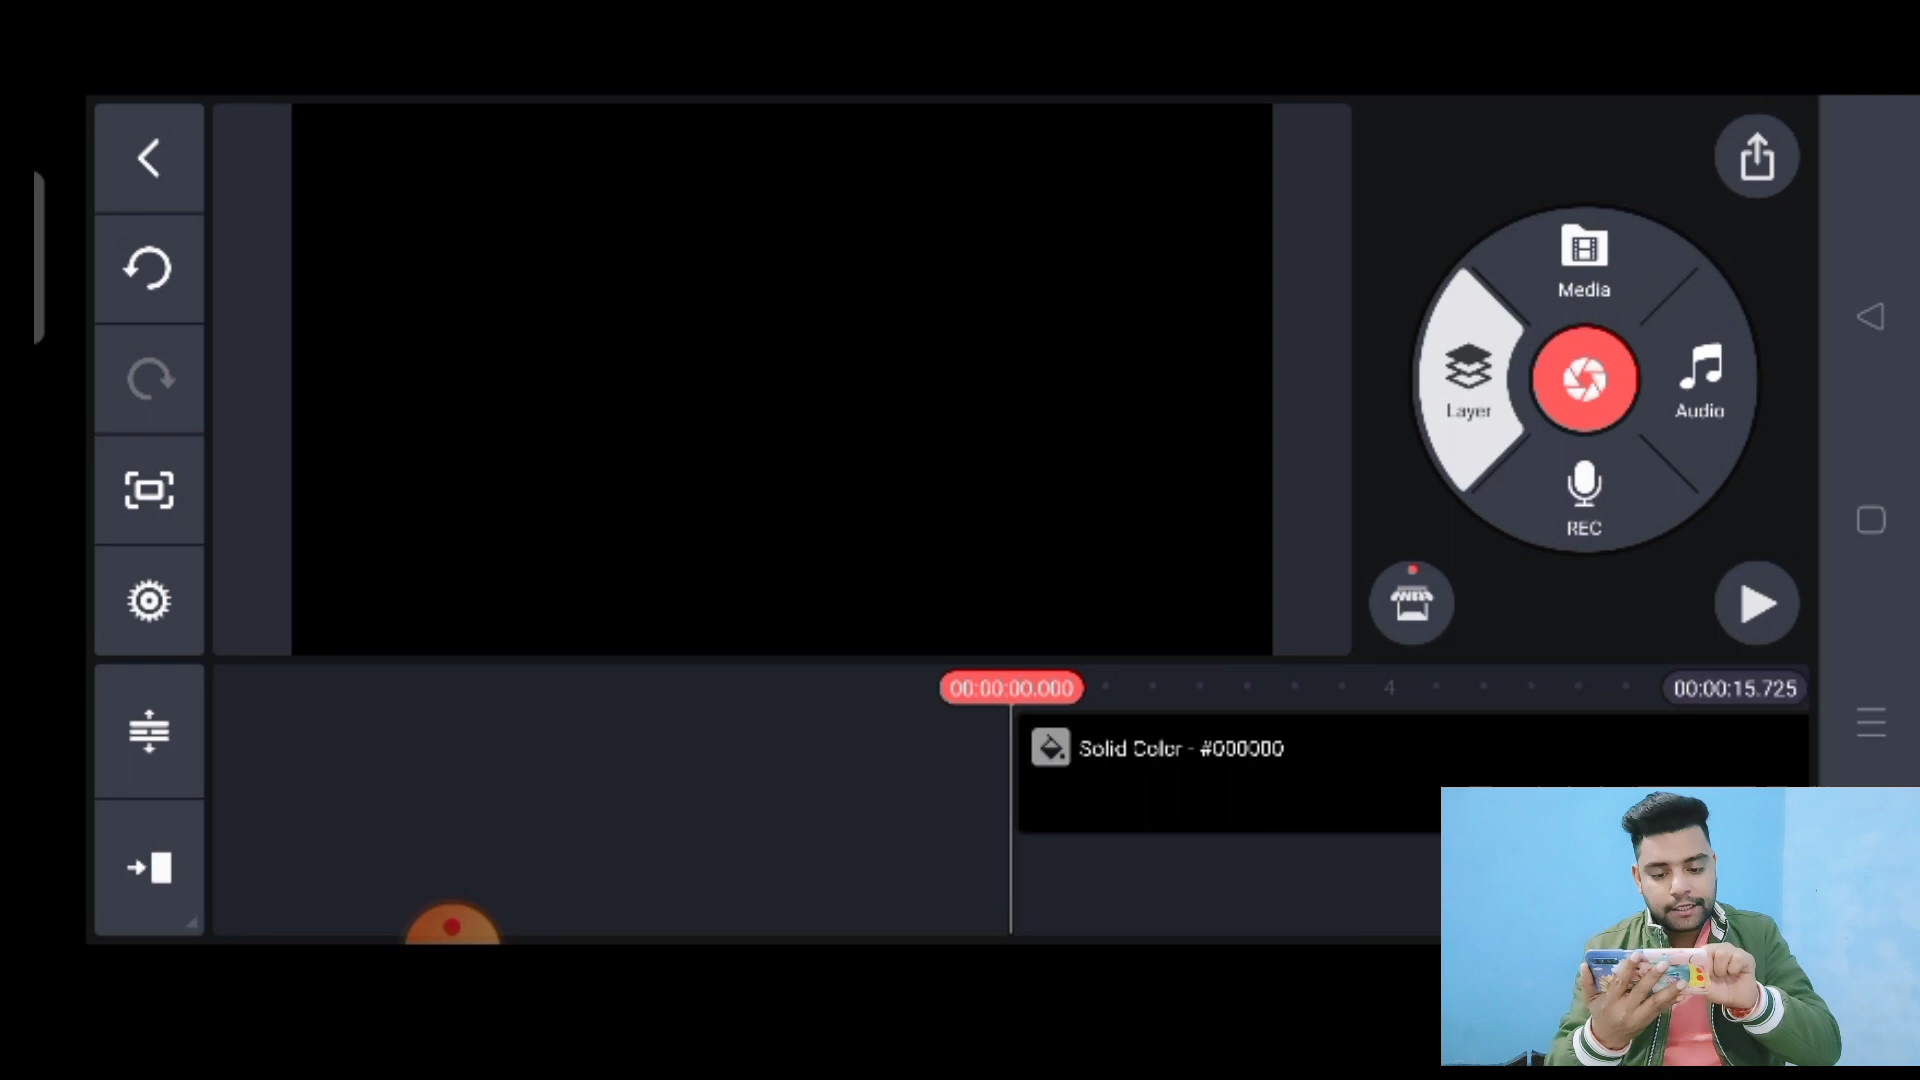 Media
Layer
Audio
REC
00:00:00.000
4
00:00:15.725
Solid Color - #000000